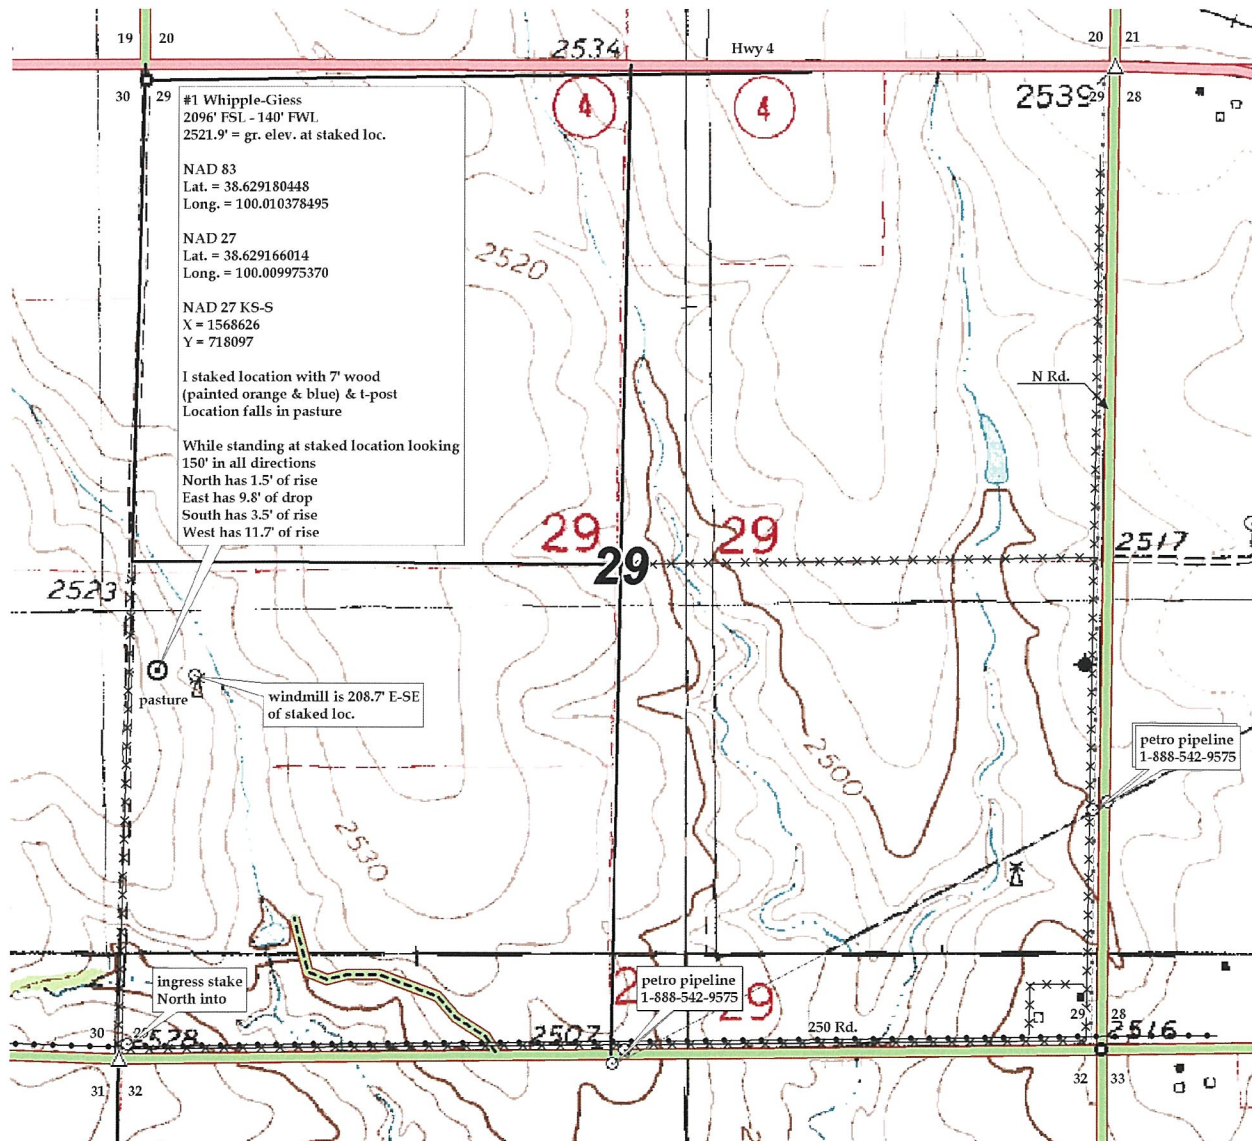 19
20
2534
Hwy 4
20
21
30
29
4
4
2539
29
28
#1 Whipple-Giess
2096' FSL - 140' FWL
2521.9' = gr. elev. at staked loc.
NAD 83
Lat. = 38.629180448
Long. = 100.010378495
NAD 27
Lat. = 38.629166014
Long. = 100.009975370
NAD 27 KS-S
X = 1568626
Y = 718097
I staked location with 7' wood
(painted orange & blue) & t-post
Location falls in pasture
While standing at staked location looking
150' in all directions
North has 1.5' of rise
East has 9.8' of drop
South has 3.5' of rise
West has 11.7' of rise
2520
N Rd.
29
29
29
2517
2523
pasture
windmill is 208.7' E-SE
of staked loc.
2500
petro pipeline
1-888-542-9575
2530
ingress stake
North into
petro pipeline
1-888-542-9575
29
30
2528
2507
250 Rd.
29
28
2516
31
32
32
33